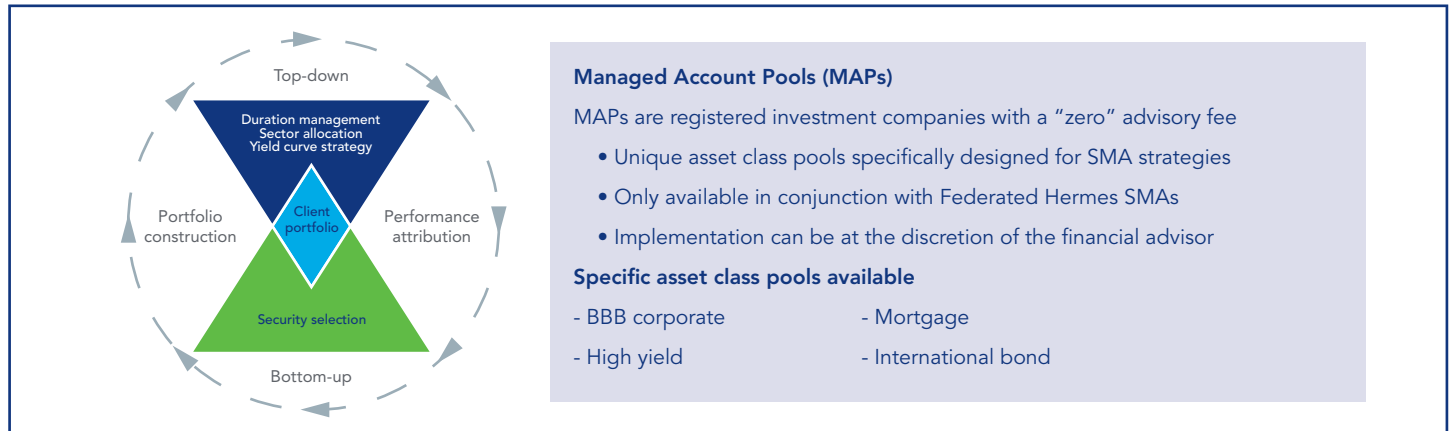 Top-down
Duration management
Sector allocation
Yield curve strategy
Client
portfolio
Portfolio
construction
Performance
attribution
Security selection
Bottom-up
Managed Account Pools (MAPs)
MAPs are registered investment companies with a “zero” advisory fee
• Unique asset class pools specifically designed for SMA strategies
• Only available in conjunction with Federated Hermes SMAs
• Implementation can be at the discretion of the financial advisor
Specific asset class pools available
- BBB corporate - Mortgage
- High yield - International bond